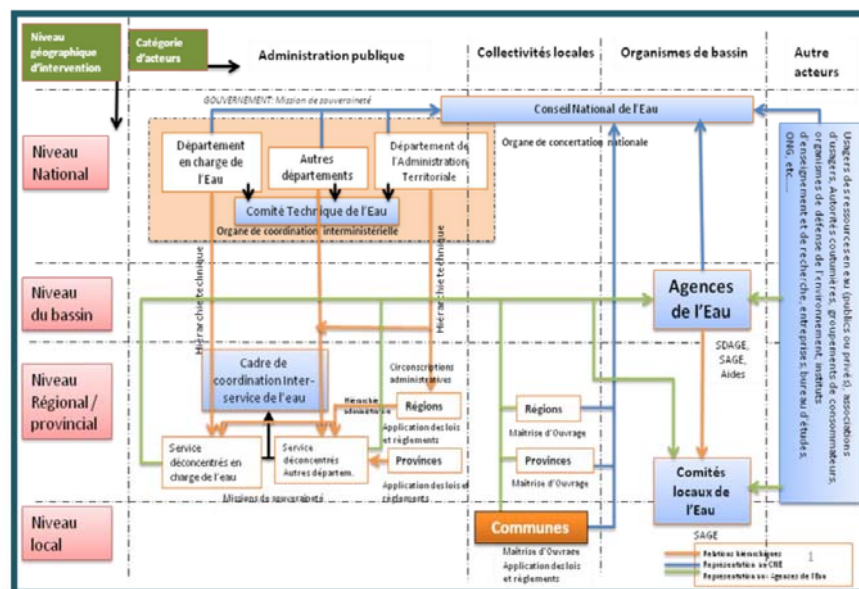 Niveau
géographique
d'intervention
Catégorie
d'acteurs
Administration publique
Collectivités locales
Organismes de bassin
Autre
acteurs
GOUVERNEMENT: Mission de souveraineté
Conseil National de l'Eau
Organe de concertation nationale
Niveau
National
Département
en charge de
l'Eau
Autres
départements
Département de
l'Administration
Territoriale
Comité Technique de l'Eau
Organe de coordination interministérielle
Usagers des ressources en eau (publics ou privés), associations
d'usagers, Autorités coutumières, groupements de consommateurs,
organismes de défense de l'environnement, instituts
d'enseignement et de recherche, entreprises, bureau d'études,
ONG, etc....
Hiérarchie technique
Hiérarchie technique
Niveau
du bassin
Agences
de l'Eau
SDAGE,
SAGE,
Aides
Niveau
Régional /
provincial
Cadre de
coordination Inter-
service de l'eau
Circonscriptions
administratives
Régions
Application des lois
et règlements
Provinces
Application des lois et
règlements
Service
déconcentrés en
charge de l'eau
Service
déconcentrés
Autres départem.
Missions de souveraineté
Régions
Maîtrise d'Ouvrage
Provinces
Maîtrise d'Ouvrage
Comités
locaux de
l'Eau
SAGE
Niveau
local
Communes
Maîtrise d'Ouvrage
Application des lois
et règlements
Relations hiérarchiques
1
Représentation au CNE
Représentation Agences de l'Eau